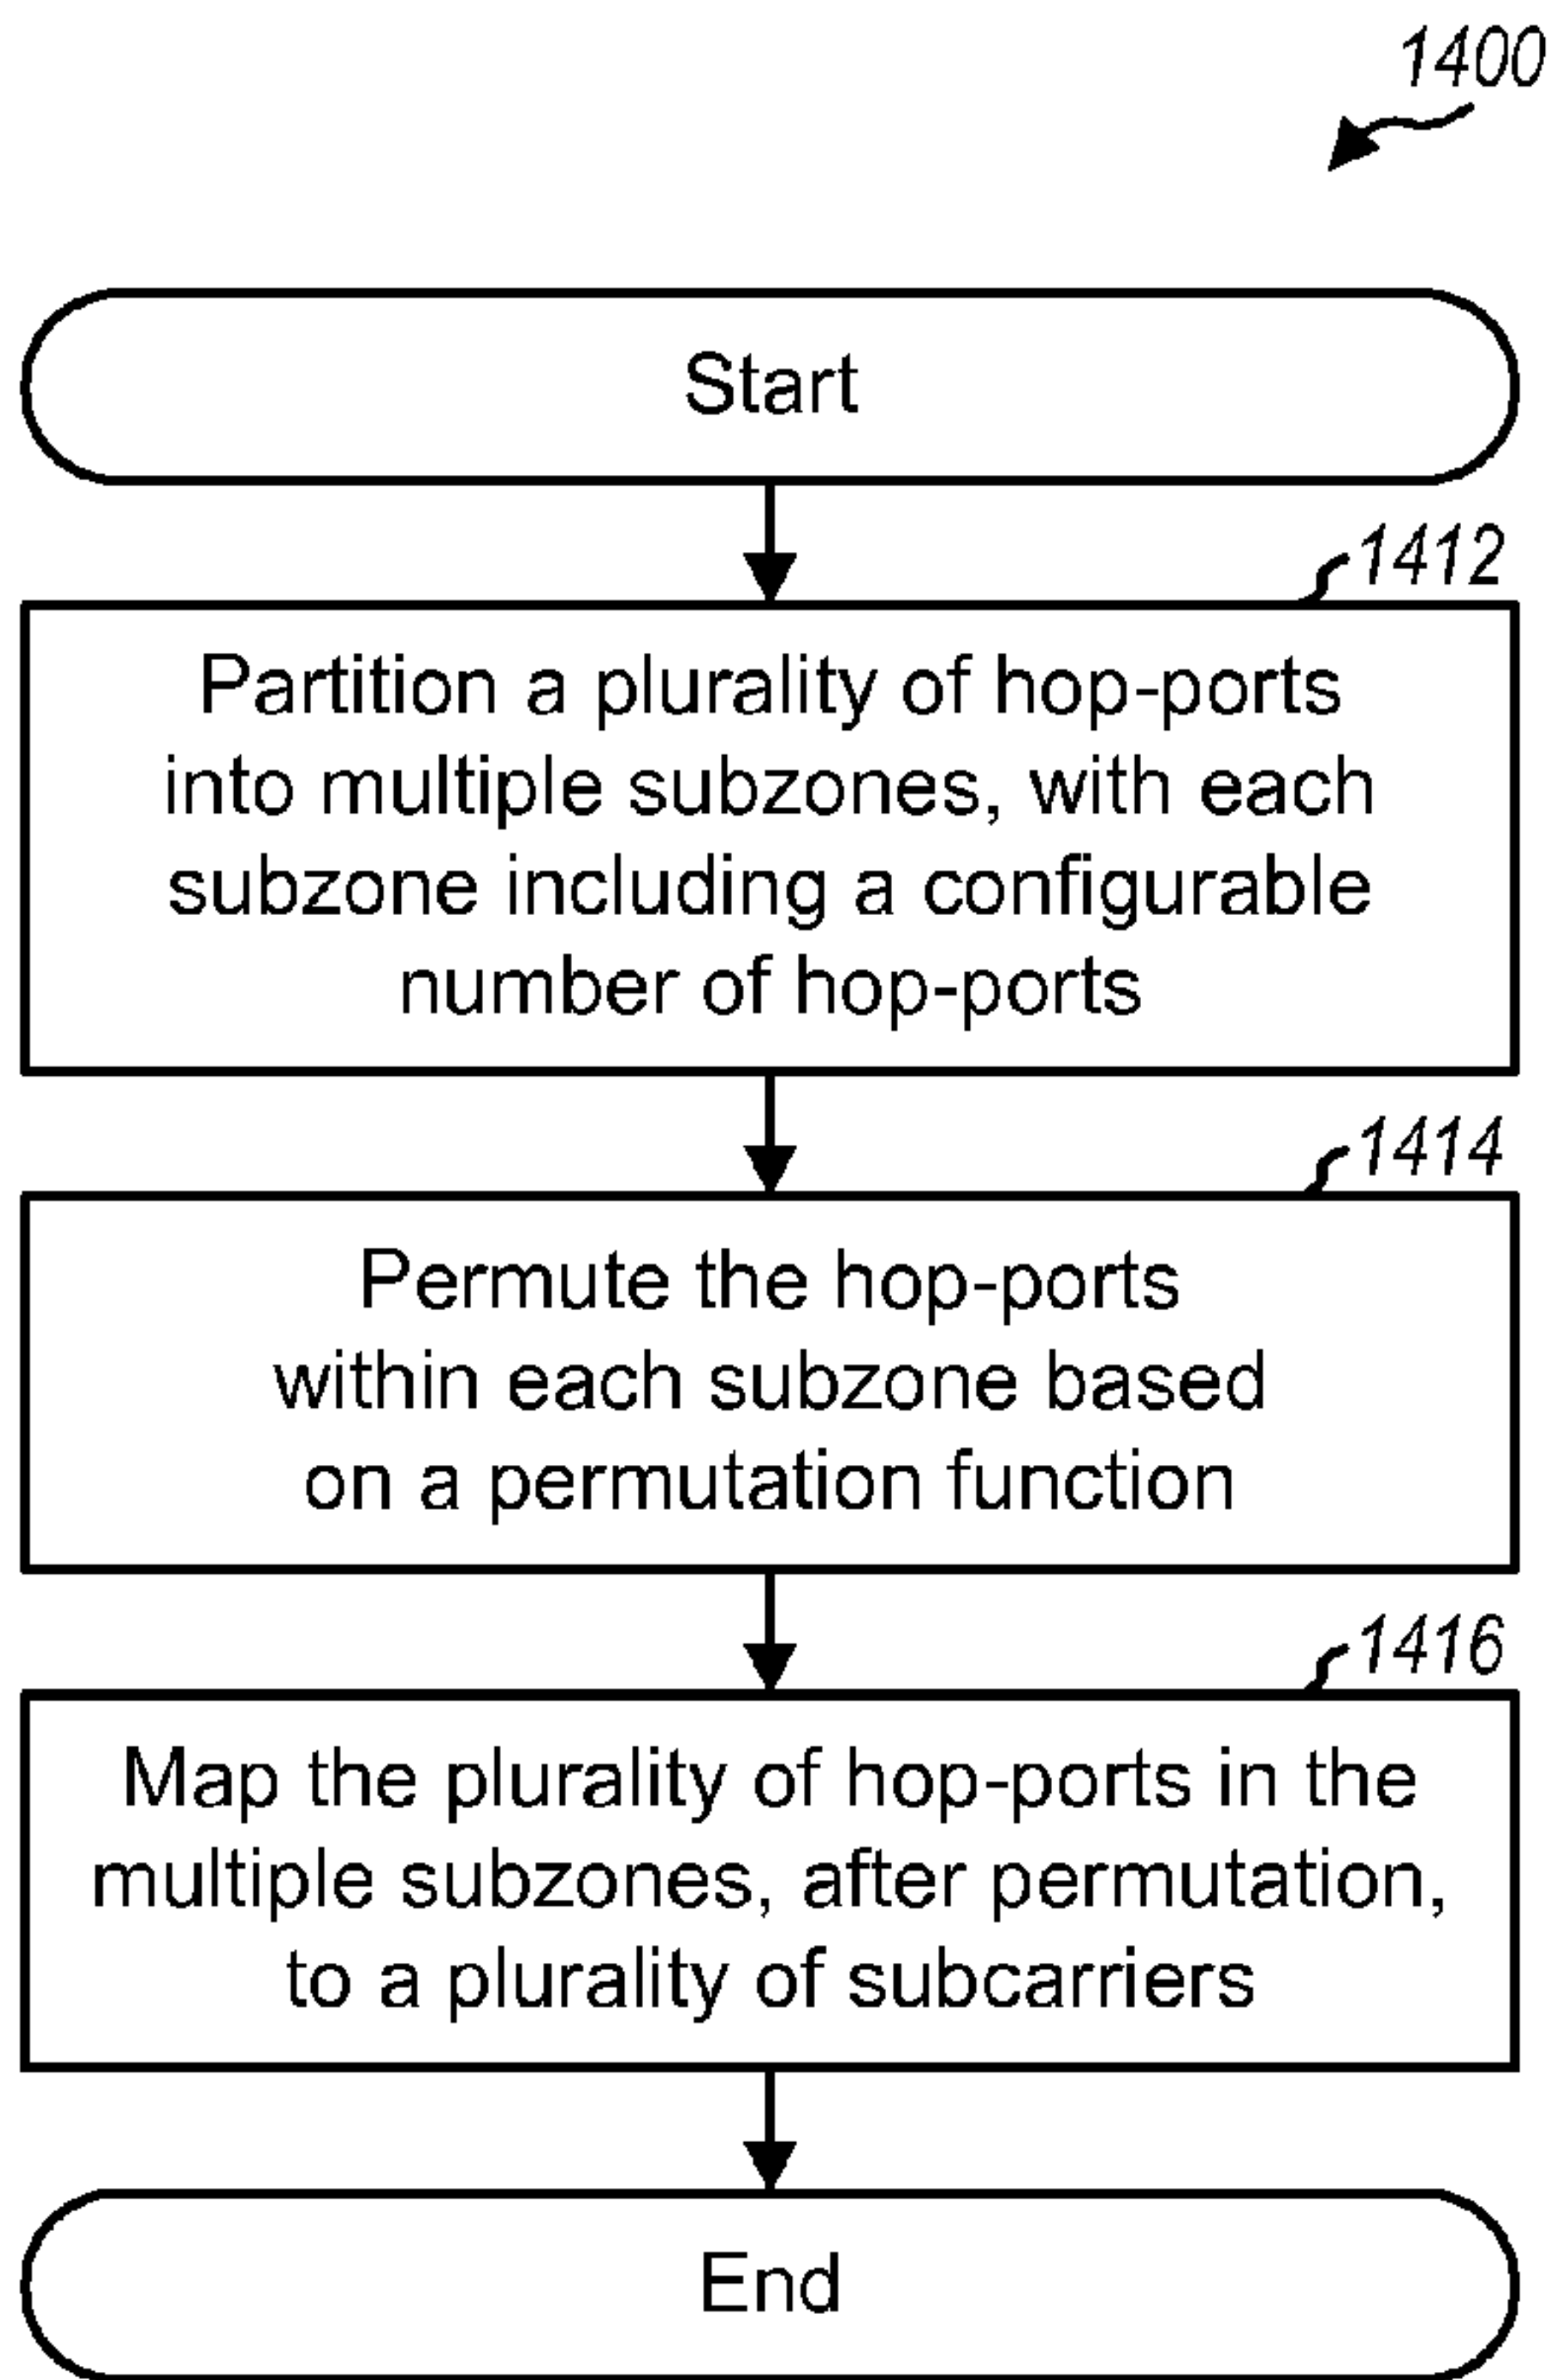 1400
Start
1412
Partition a plurality of hop-ports
into multiple subzones, with each
subzone including a configurable
number of hop-ports
1414
Permute the hop-ports
within each subzone based
on a permutation function
1416
Map the plurality of hop-ports in the
multiple subzones, after permutation,
to a plurality of subcarriers
End